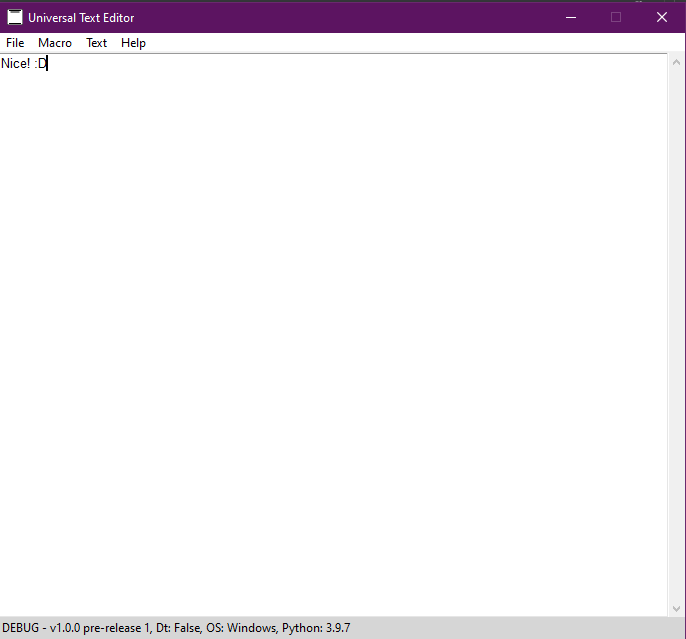 Universal Text Editor
File Macro Text Help
Nice! :D
DEBUG - v1.0.0 pre-release 1, Dt: False, OS: Windows, Python: 3.9.7